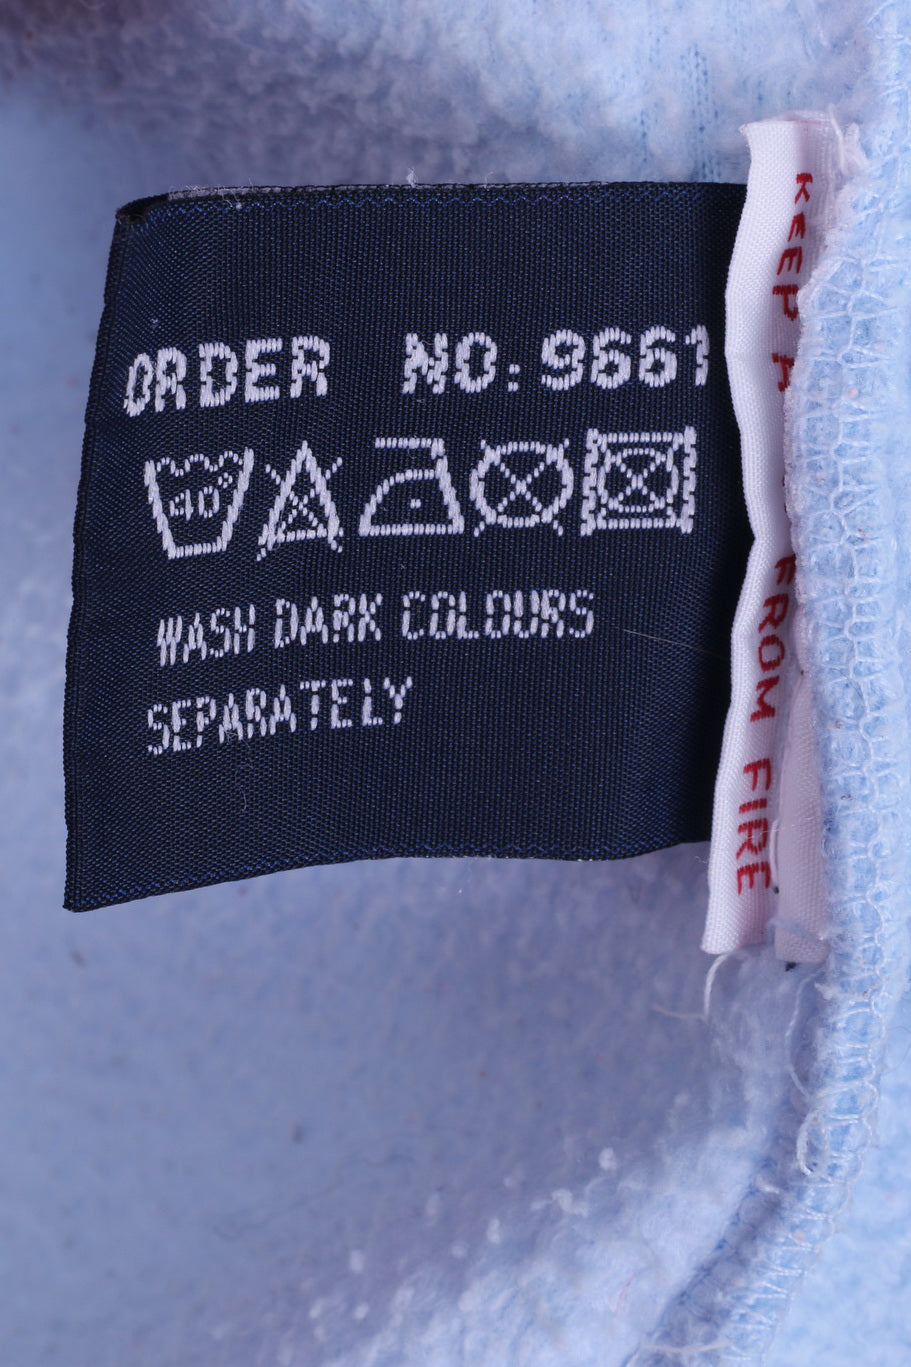 ORDER NO: 9661
40°
WASH DARK COLOURS
SEPARATELY
KEEP A FROM FIRE